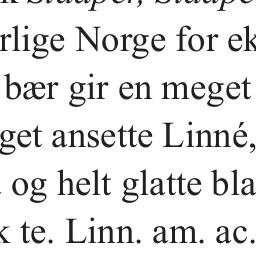 rlige Norge for ek
bær gir en meget
get ansette Linné,
og helt glatte bla
k te. Linn. am. ac.